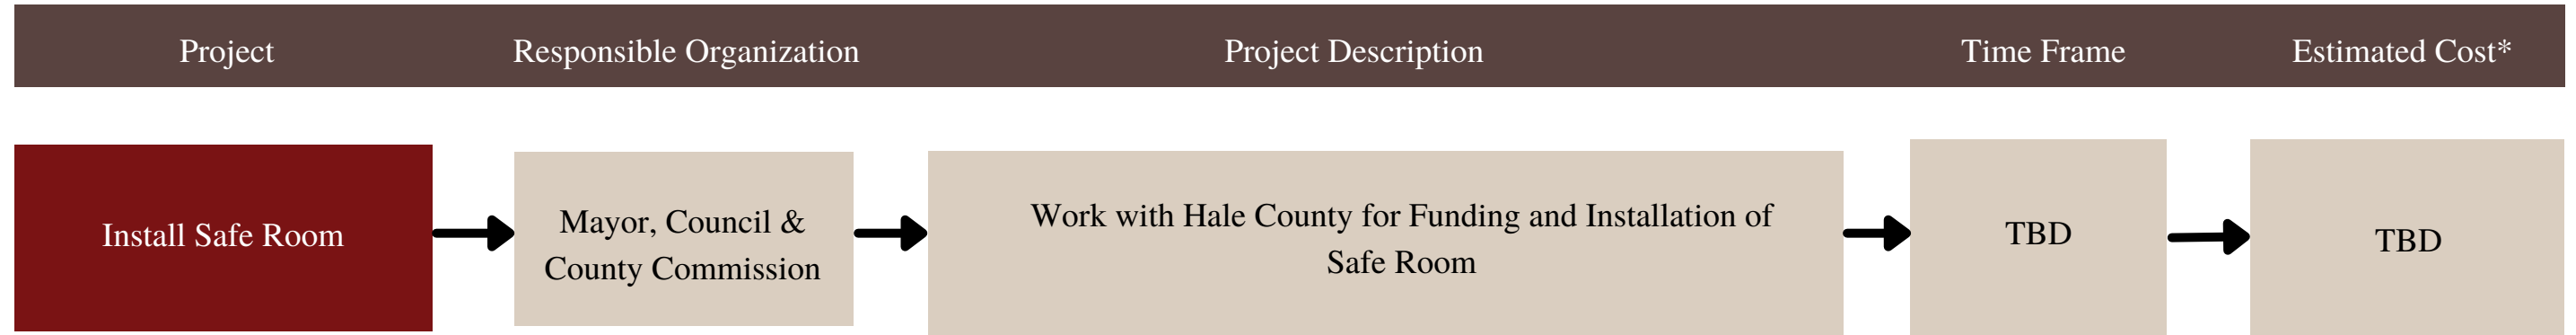 Project
Responsible Organization
Project Description
Time Frame
Estimated Cost*
Install Safe Room
Mayor, Council &
County Commission
Work with Hale County for Funding and Installation of
Safe Room
TBD
TBD